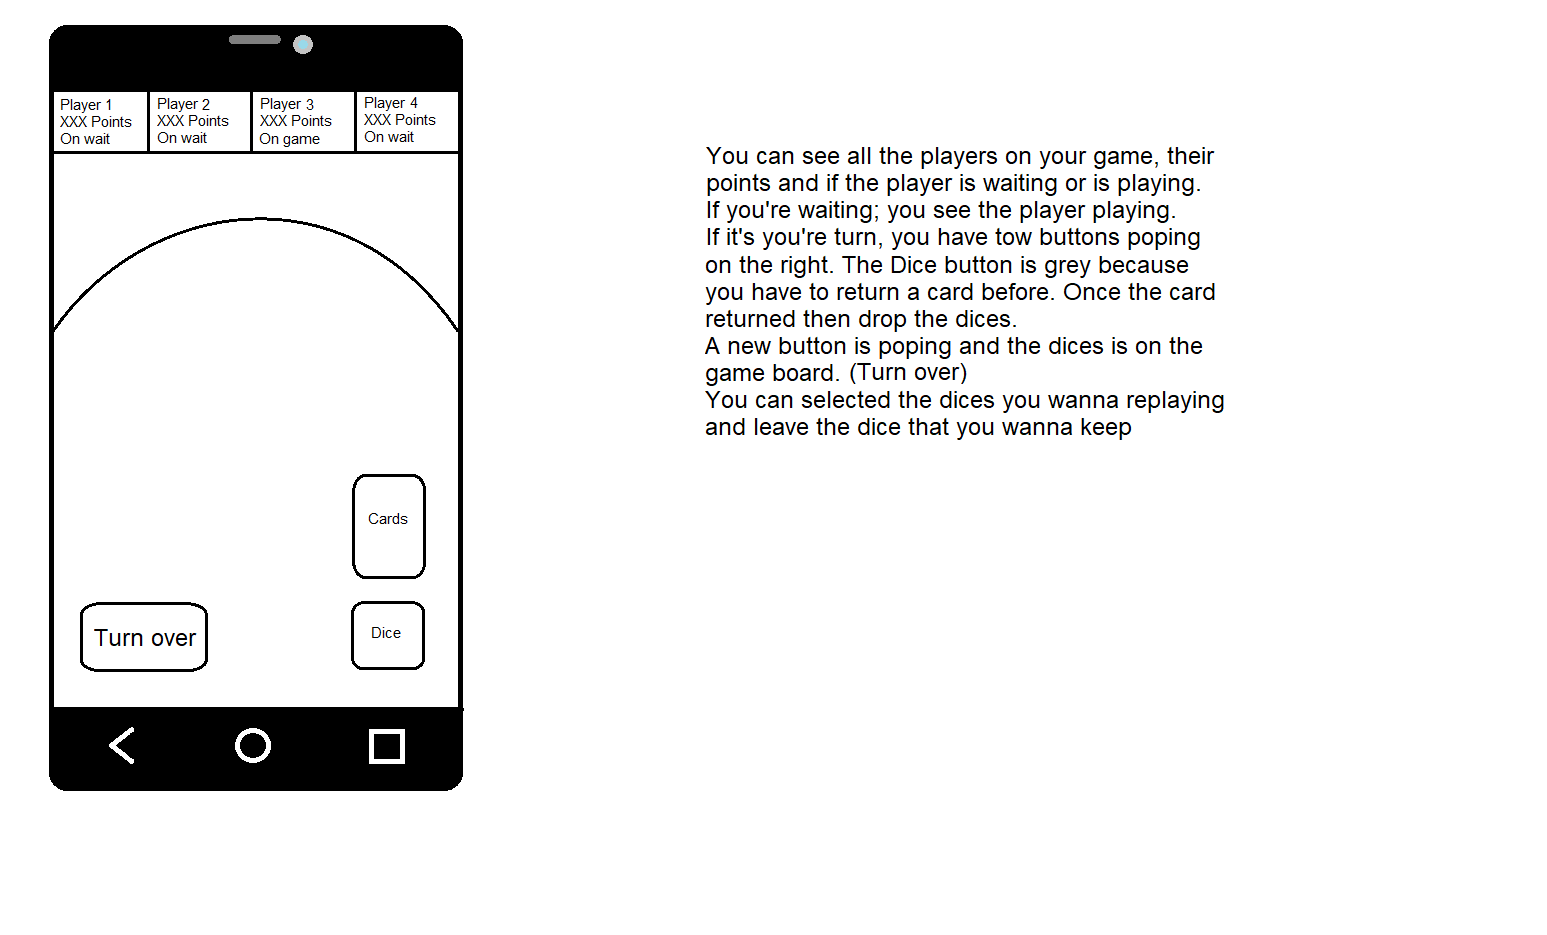 Player 1
XXX Points
On wait
Player 2
XXX Points
On wait
Player 3
XXX Points
On game
Player 4
XXX Points
On wait
Cards
Dice
Turn over
You can see all the players on your game, their
points and if the player is waiting or is playing.
If you're waiting; you see the player playing.
If it's you're turn, you have tow buttons poping
on the right. The Dice button is grey because
you have to return a card before. Once the card
returned then drop the dices.
A new button is poping and the dices is on the
game board. (Turn over)
You can selected the dices you wanna replaying
and leave the dice that you wanna keep